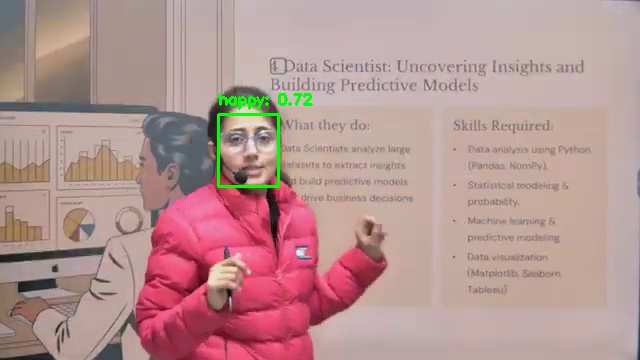 4 Data Scientist: Uncovering Insights and
Building Predictive Models
happy: 0.72
What they do:
Data Scientists analyze large
datasets to extract insights
build predictive models
drive business decisions
Skills Required:
• Data analysis using Python
(Pandas, NumPy).
• Statistical modeling &
probability.
• Machine learning &
predictive modeling
• Data visualization
(Matplotlib, Seaborn,
Tableau)